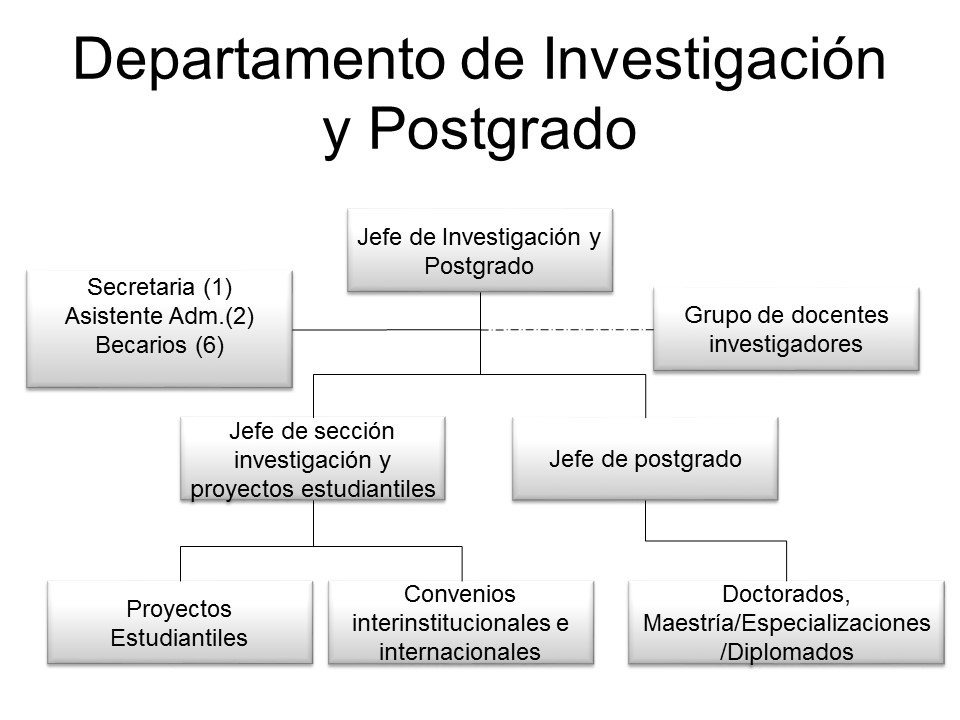 Departamento de Investigación
y Postgrado
Jefe de Investigación y
Postgrado
Secretaria (1)
Asistente Adm.(2)
Becarios (6)
Grupo de docentes
investigadores
Jefe de sección
investigación y
proyectos estudiantiles
Jefe de postgrado
Proyectos
Estudiantiles
Convenios
interinstitucionales e
internacionales
Doctorados,
Maestría/Especializaciones
/Diplomados